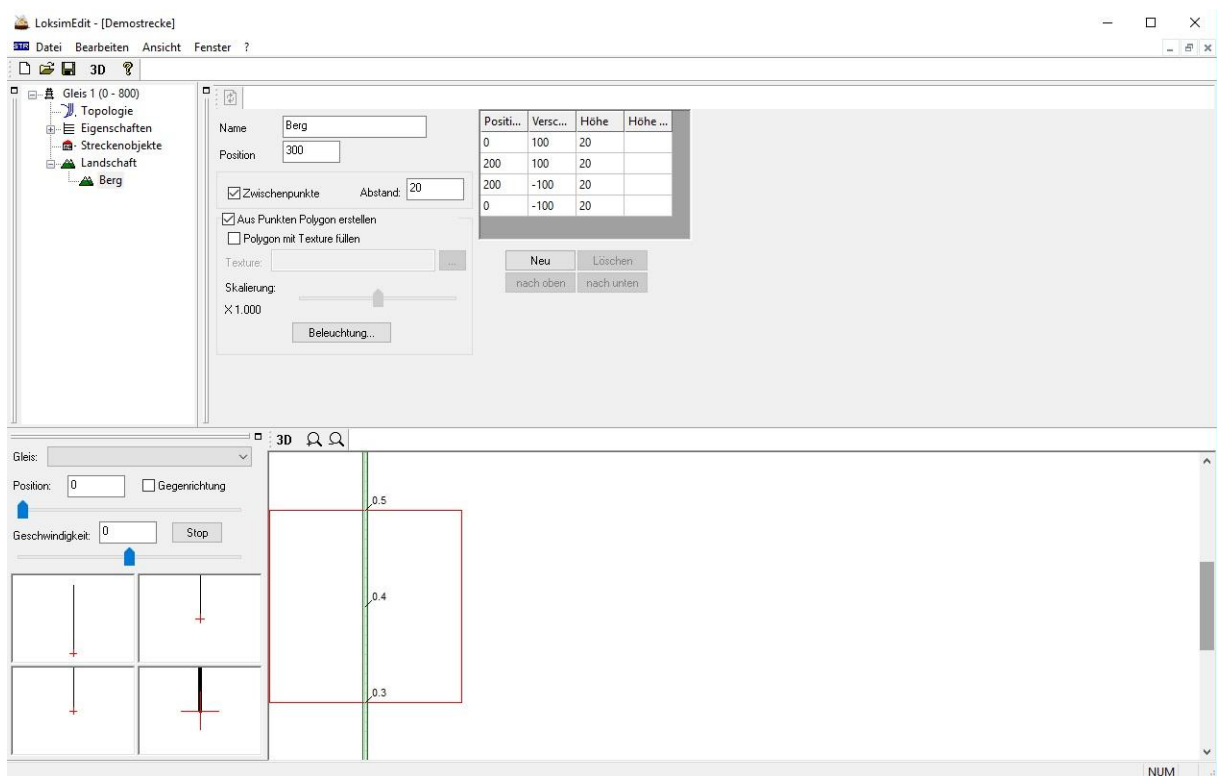 LoksimEdit - [Demostrecke]
STR Datei Bearbeiten Ansicht Fenster ?
3D ?
Gleis 1 (0 - 800)
Topologie
Eigenschaften
Streckenobjekte
Landschaft
Berg
Name Berg
Position 300
Zwischenpunkte Abstand: 20
Aus Punkten Polygon erstellen
Polygon mit Texture füllen
Texture: ...
Skalierung:
X 1.000
Beleuchtung...
Positi... Versc... Höhe Höhe ...
0 100 20
200 100 20
200 -100 20
0 -100 20
Neu Löschen
nach oben nach unten
Gleis:
Position: 0 Gegenrichtung
Geschwindigkeit: 0 Stop
3D
0.5
0.4
0.3
NUM